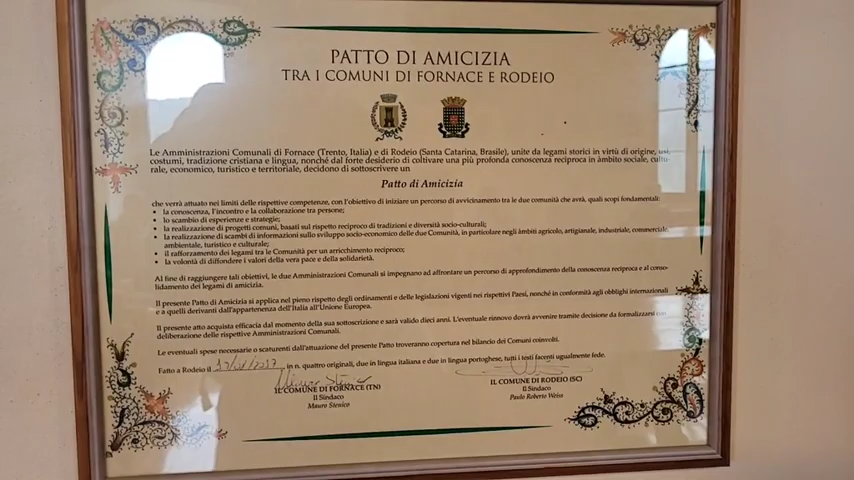 PATTO DI AMICIZIA
TRA I COMUNI DI FORNACE E RODEIO
Le Amministrazioni Comunali di Fornace (Trento, Italia) e di Rodeio (Santa Catarina, Brasile), unite da legami storici in virtù di origine, usi,
costumi, tradizione cristiana e lingua, nonché dal forte desiderio di coltivare una più profonda conoscenza reciproca in àmbito sociale, cultu-
rale, economico, turistico e territoriale, decidono di sottoscrivere un
Patto di Amicizia
che verrà attuato nei limiti delle rispettive competenze, con l'obiettivo di iniziare un percorso di avvicinamento tra le due comunità che avrà, quali scopi fondamentali:
• la conoscenza, l'incontro e la collaborazione tra persone;
• lo scambio di esperienze e strategie;
• la realizzazione di progetti comuni, basati sul rispetto reciproco di tradizioni e diversità socio-culturali;
• la realizzazione di scambi di informazioni sullo sviluppo socio-economico delle due Comunità, in particolare negli àmbiti agricolo, artigianale, industriale, commerciale,
ambientale, turistico e culturale;
• il rafforzamento dei legami tra le Comunità per un arricchimento reciproco;
• la volontà di diffondere i valori della vera pace e della solidarietà.
Al fine di raggiungere tali obiettivi, le due Amministrazioni Comunali si impegnano ad affrontare un percorso di approfondimento della conoscenza reciproca e al conso-
lidamento dei legami di amicizia.
Il presente Patto di Amicizia si applica nel pieno rispetto degli ordinamenti e delle legislazioni vigenti nei rispettivi Paesi, nonché in conformità agli obblighi internazionali
e a quelli derivanti dall'appartenenza dell'Italia all'Unione Europea.
Il presente atto acquista efficacia dal momento della sua sottoscrizione e sarà valido dieci anni. L'eventuale rinnovo dovrà avvenire tramite decisione da formalizzarsi con
deliberazione delle rispettive Amministrazioni Comunali.
Le eventuali spese necessarie o scaturenti dall'attuazione del presente Patto troveranno copertura nel bilancio dei Comuni coinvolti.
Fatto a Rodeio il in n. quattro originali, due in lingua italiana e due in lingua portoghese, tutti i testi facenti ugualmente fede.
IL COMUNE DI FORNACE (TN)
Il Sindaco
Mauro Stenico
IL COMUNE DI RODEIO (SC)
Il Sindaco
Paulo Roberto Weiss